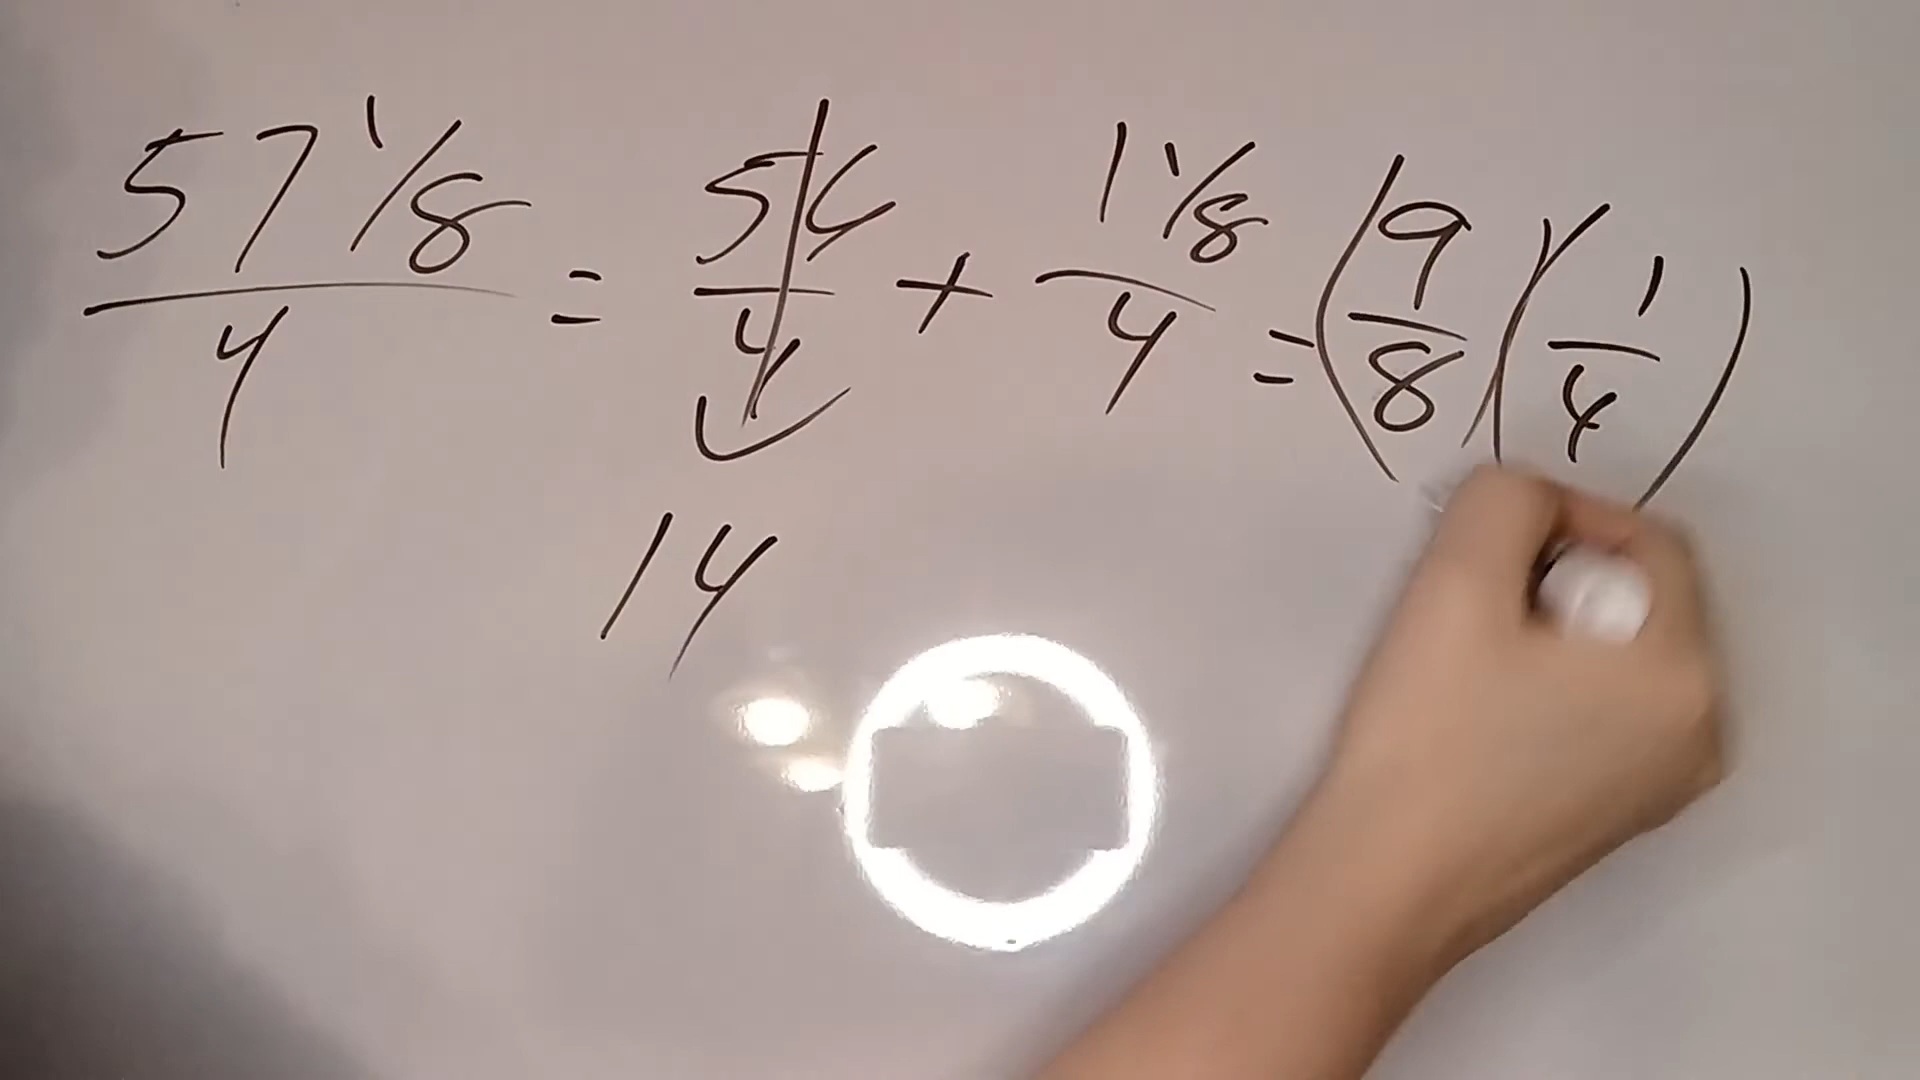 57 1/8 / 4 = 56/4 + 1 1/8 / 4 = (9/8)(1/4)
14